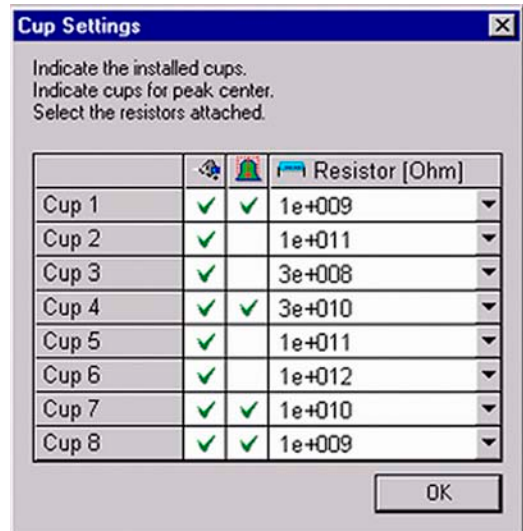 Cup Settings
Indicate the installed cups.
Indicate cups for peak center.
Select the resistors attached.
Resistor [Ohm]
Cup 1 1e+009
Cup 2 1e+011
Cup 3 3e+008
Cup 4 3e+010
Cup 5 1e+011
Cup 6 1e+012
Cup 7 1e+010
Cup 8 1e+009
OK